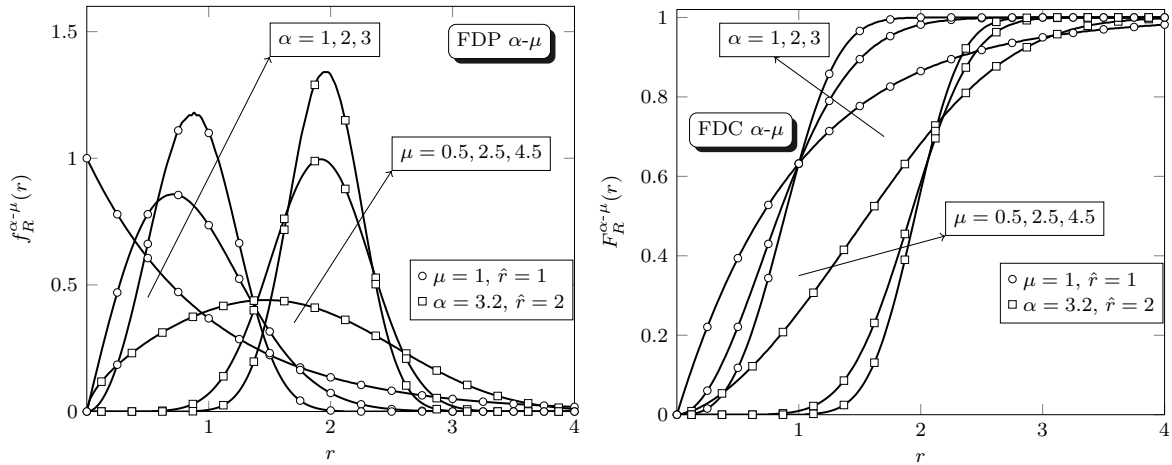 1.5
1
0.5
0
1
2
3
4
r
f_R^{α-μ}(r)
α = 1, 2, 3
FDP α-μ
μ = 0.5, 2.5, 4.5
μ = 1, r̂ = 1
α = 3.2, r̂ = 2
1
0.8
0.6
0.4
0.2
0
0
1
2
3
4
r
F_R^{α-μ}(r)
α = 1, 2, 3
FDC α-μ
μ = 0.5, 2.5, 4.5
μ = 1, r̂ = 1
α = 3.2, r̂ = 2